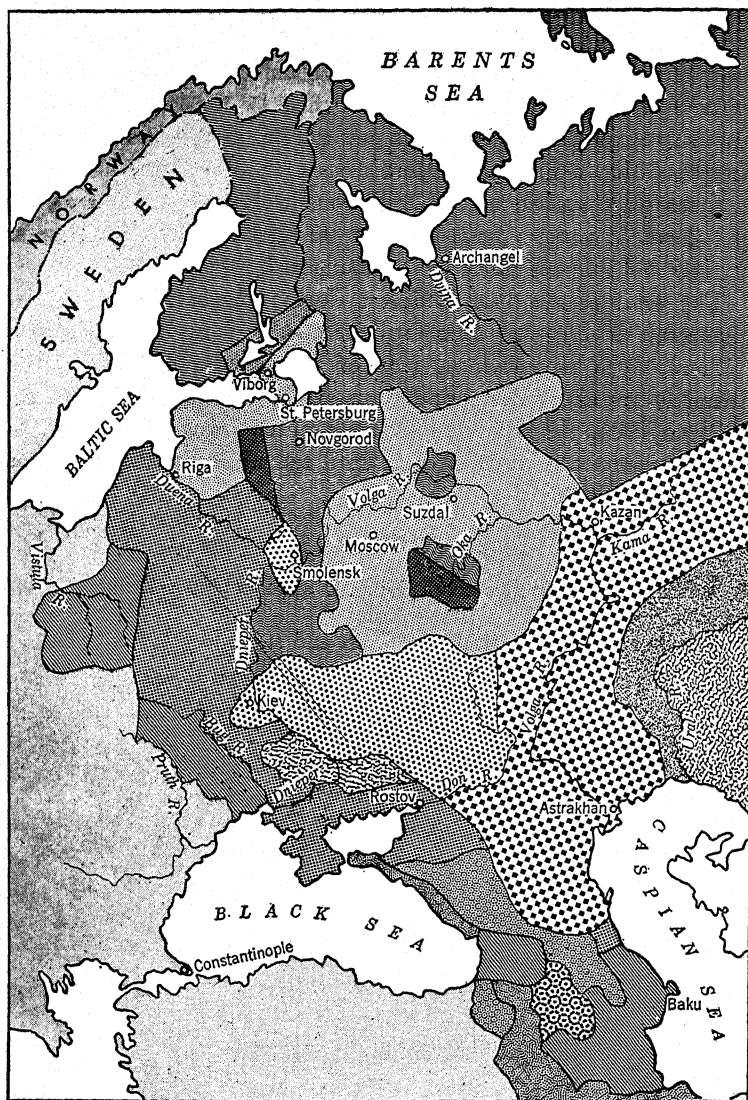 BARENTS
SEA
NORWAY
SWEDEN
Archangel
Dvina R.
Viborg
St. Petersburg
BALTIC SEA
Novgorod
Riga
Duena R.
Volga R.
Suzdal
Kazan
Moscow
Oka R.
Kama R.
Vistula
R.
Smolensk
Dnieper R.
Kiev
Volga R.
Ural
Bug R.
Pruth R.
Dnieper
Don R.
Rostov
Astrakhan
CASPIAN SEA
BLACK SEA
Constantinople
Baku